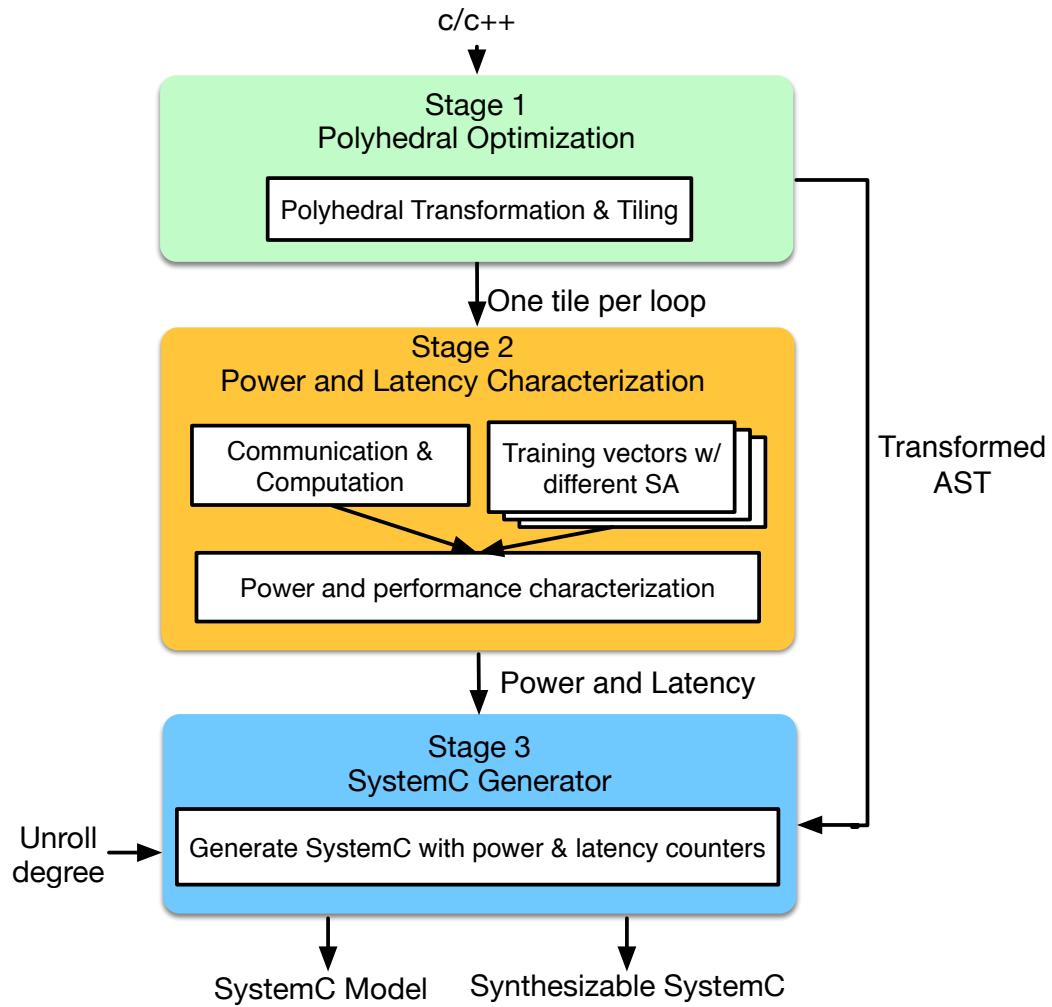 c/c++
Stage 1
Polyhedral Optimization
Polyhedral Transformation & Tiling
One tile per loop
Stage 2
Power and Latency Characterization
Communication &
Computation
Training vectors w/
different SA
Power and performance characterization
Transformed
AST
Power and Latency
Stage 3
SystemC Generator
Generate SystemC with power & latency counters
Unroll
degree
SystemC Model
Synthesizable SystemC